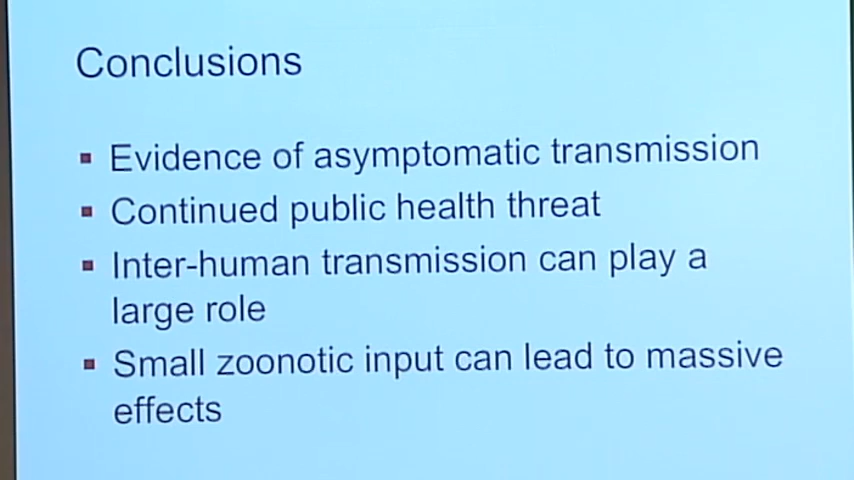 Conclusions
▪ Evidence of asymptomatic transmission
▪ Continued public health threat
▪ Inter-human transmission can play a
large role
▪ Small zoonotic input can lead to massive
effects